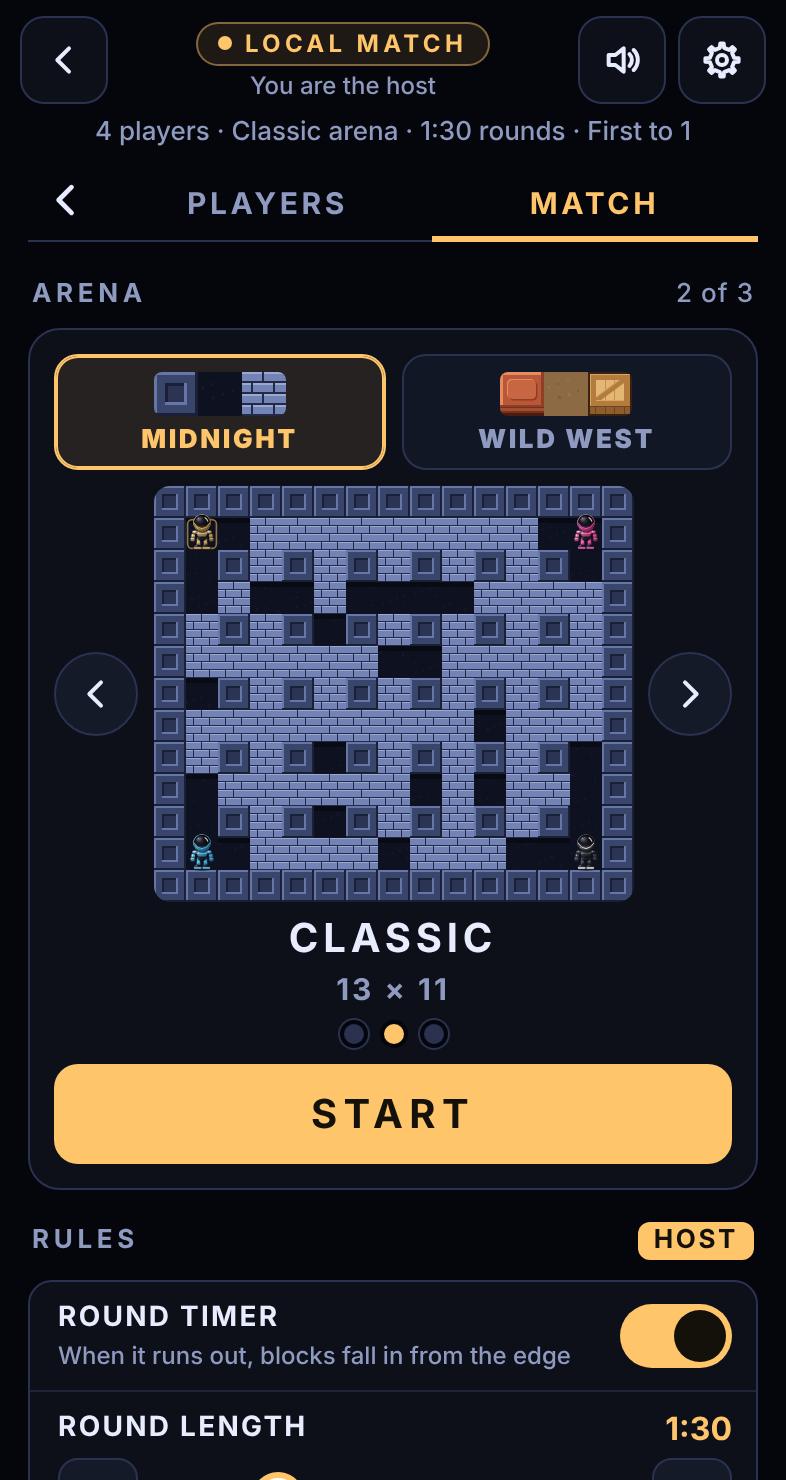 LOCAL MATCH
You are the host
4 players · Classic arena · 1:30 rounds · First to 1
PLAYERS
MATCH
ARENA
2 of 3
MIDNIGHT
WILD WEST
CLASSIC
13 × 11
START
RULES
HOST
ROUND TIMER
When it runs out, blocks fall in from the edge
ROUND LENGTH
1:30